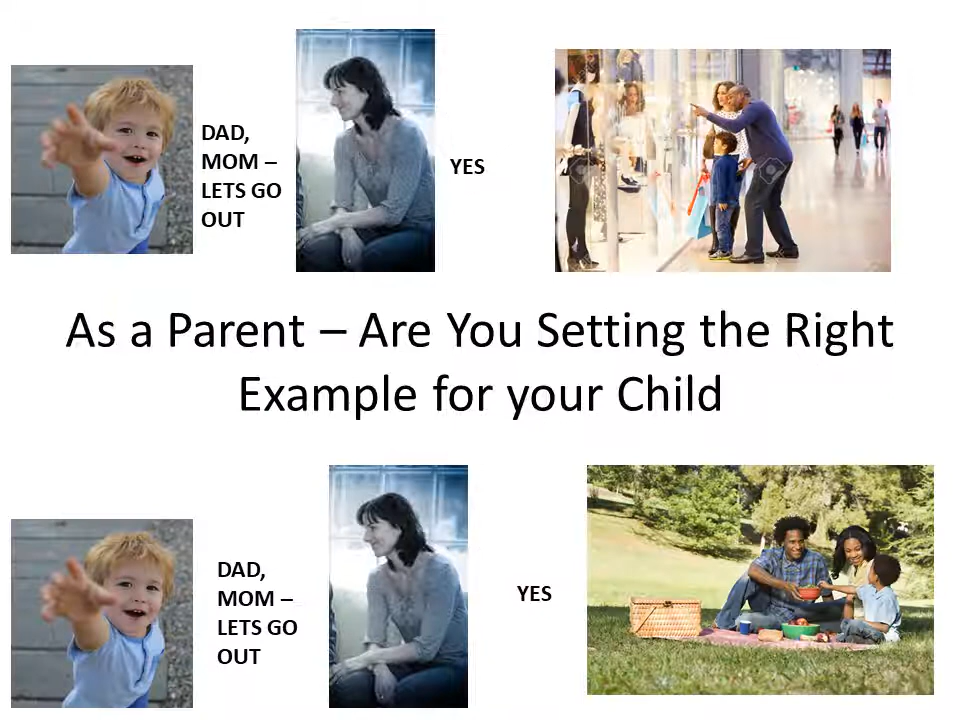 DAD,
MOM –
LETS GO
OUT
YES
As a Parent – Are You Setting the Right
Example for your Child
DAD,
MOM –
LETS GO
OUT
YES